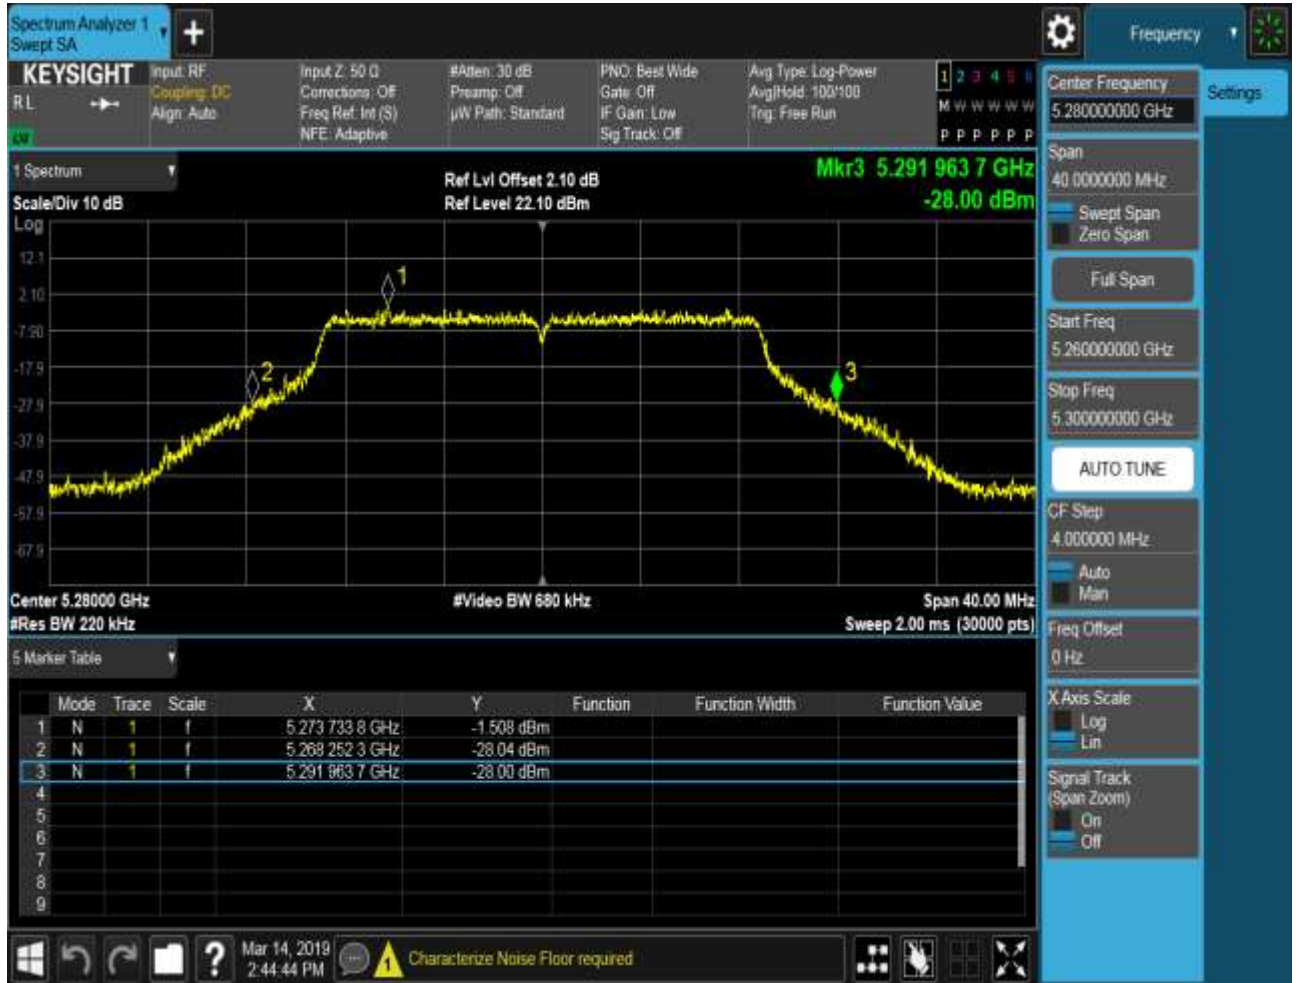 Spectrum Analyzer 1
Swept SA
Frequency
KEYSIGHT
R L
Input: RF
Coupling: DC
Align: Auto
Input Z: 50 Ω
Corrections: Off
Freq Ref: Int (S)
NFE: Adaptive
#Atten: 30 dB
Preamp: Off
µW Path: Standard
PNO: Best Wide
Gate: Off
IF Gain: Low
Sig Track: Off
Avg Type: Log-Power
Avg|Hold: 100/100
Trig: Free Run
1 2 3 4 5 6
M W W W W W
P P P P P P
1 Spectrum
Scale/Div 10 dB
Ref Lvl Offset 2.10 dB
Ref Level 22.10 dBm
Mkr3 5.291 963 7 GHz
-28.00 dBm
Log
12.1
2.10
-7.90
-17.9
-27.9
-37.9
-47.9
-57.9
-67.9
1
2
3
Center 5.28000 GHz
#Video BW 680 kHz
Span 40.00 MHz
#Res BW 220 kHz
Sweep 2.00 ms (30000 pts)
5 Marker Table
Mode Trace Scale X Y Function Function Width Function Value
1 N 1 f 5.273 733 8 GHz -1.508 dBm
2 N 1 f 5.268 252 3 GHz -28.04 dBm
3 N 1 f 5.291 963 7 GHz -28.00 dBm
4
5
6
7
8
9
Mar 14, 2019
2:44:44 PM
1
Characterize Noise Floor required
Center Frequency
5.280000000 GHz
Settings
Span
40.0000000 MHz
Swept Span
Zero Span
Full Span
Start Freq
5.260000000 GHz
Stop Freq
5.300000000 GHz
AUTO TUNE
CF Step
4.000000 MHz
Auto
Man
Freq Offset
0 Hz
X Axis Scale
Log
Lin
Signal Track
(Span Zoom)
On
Off